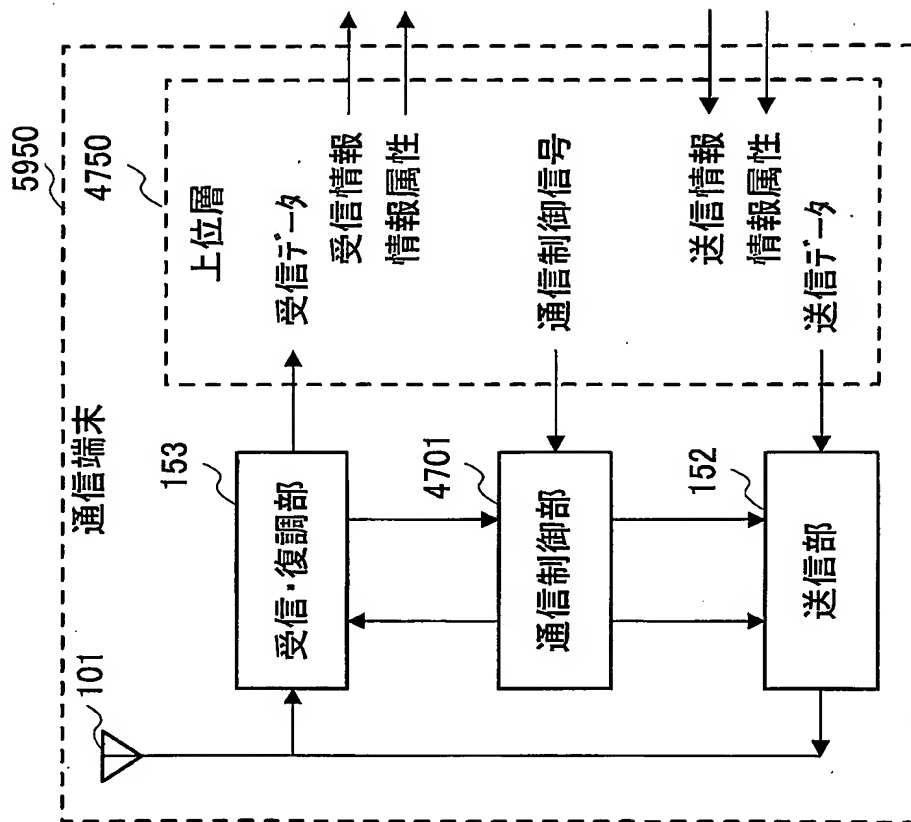 5950
通信端末
4750
上位層
101
153
受信・復調部
受信データ
受信情報
情報属性
4701
通信制御部
通信制御信号
152
送信部
送信情報
情報属性
送信データ